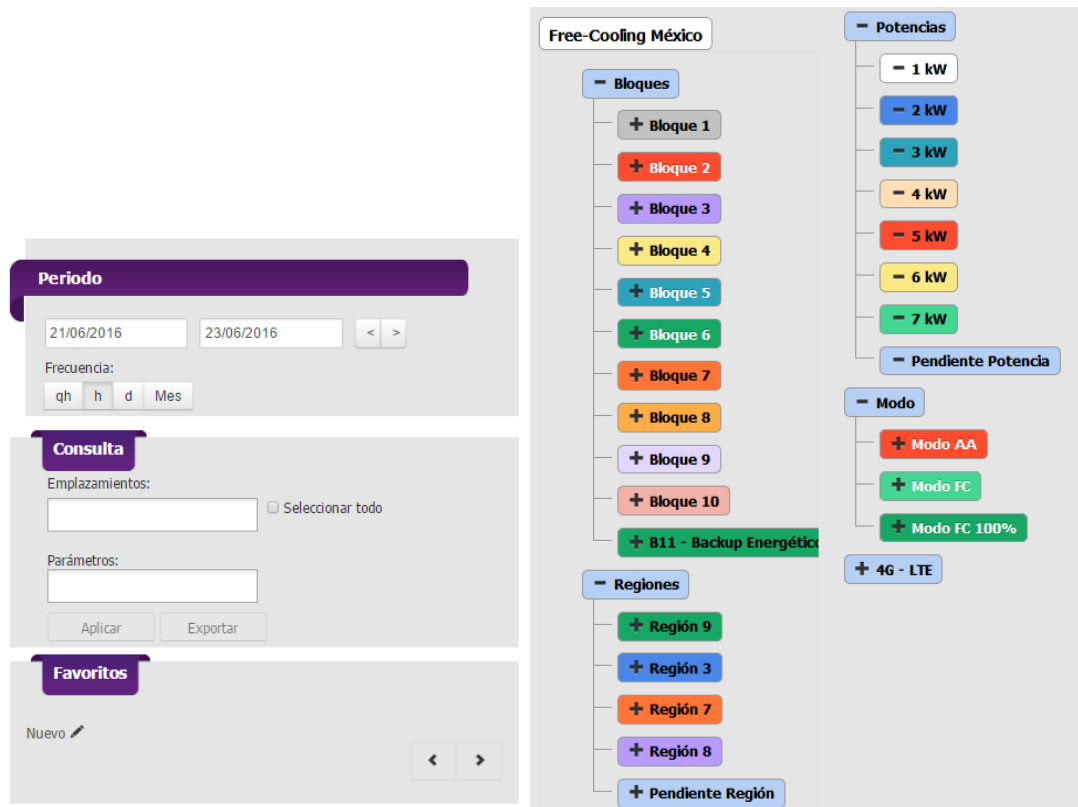 Periodo
21/06/2016 23/06/2016 < >
Frecuencia:
qh h d Mes
Consulta
Emplazamientos:
Seleccionar todo
Parámetros:
Aplicar Exportar
Favoritos
Nuevo
Free-Cooling México
Bloques
Bloque 1
Bloque 2
Bloque 3
Bloque 4
Bloque 5
Bloque 6
Bloque 7
Bloque 8
Bloque 9
Bloque 10
B11 - Backup Energético
Regiones
Región 9
Región 3
Región 7
Región 8
Pendiente Región
Potencias
1 kW
2 kW
3 kW
4 kW
5 kW
6 kW
7 kW
Pendiente Potencia
Modo
Modo AA
Modo FC
Modo FC 100%
4G - LTE